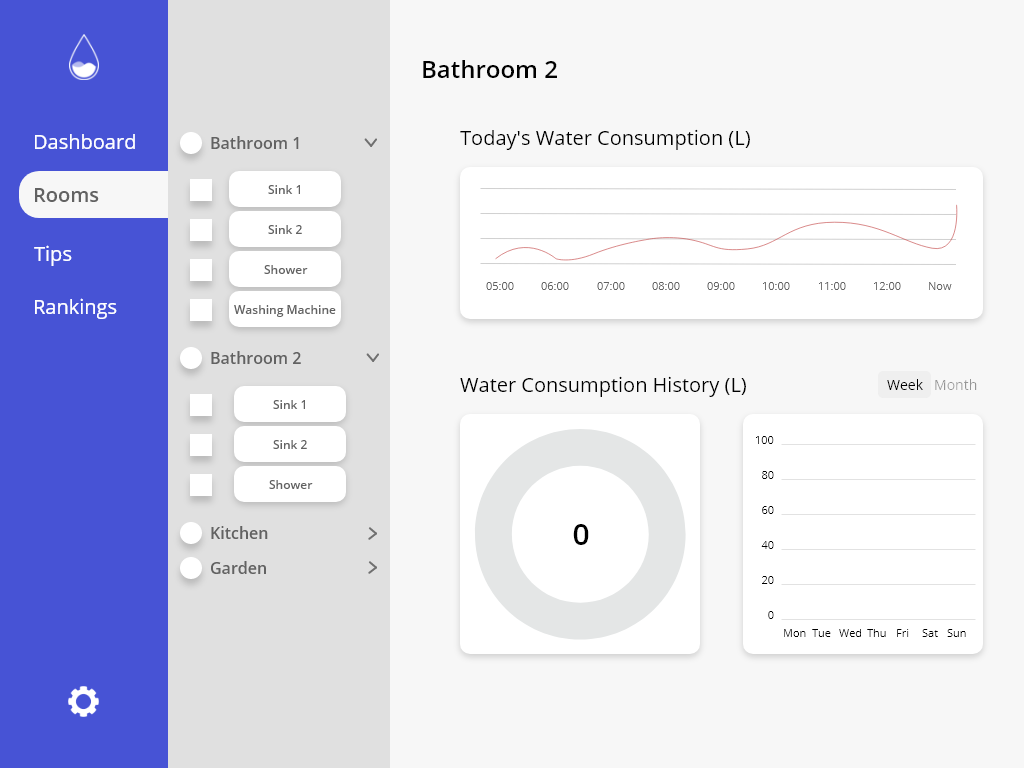 Dashboard
Rooms
Tips
Rankings
Bathroom 1
Sink 1
Sink 2
Shower
Washing Machine
Bathroom 2
Sink 1
Sink 2
Shower
Kitchen
Garden
Bathroom 2
Today's Water Consumption (L)
05:00 06:00 07:00 08:00 09:00 10:00 11:00 12:00 Now
Water Consumption History (L)
Week Month
0
100
80
60
40
20
0
Mon Tue Wed Thu Fri Sat Sun